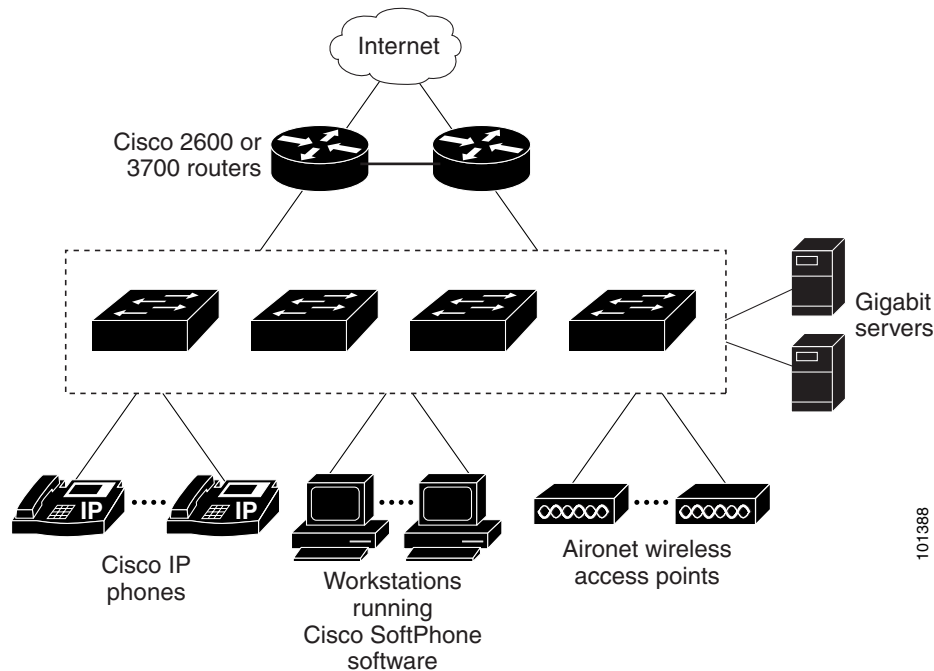 Internet
Cisco 2600 or
3700 routers
Gigabit
servers
IP
IP
Cisco IP
phones
Workstations
running
Cisco SoftPhone
software
Aironet wireless
access points
101388